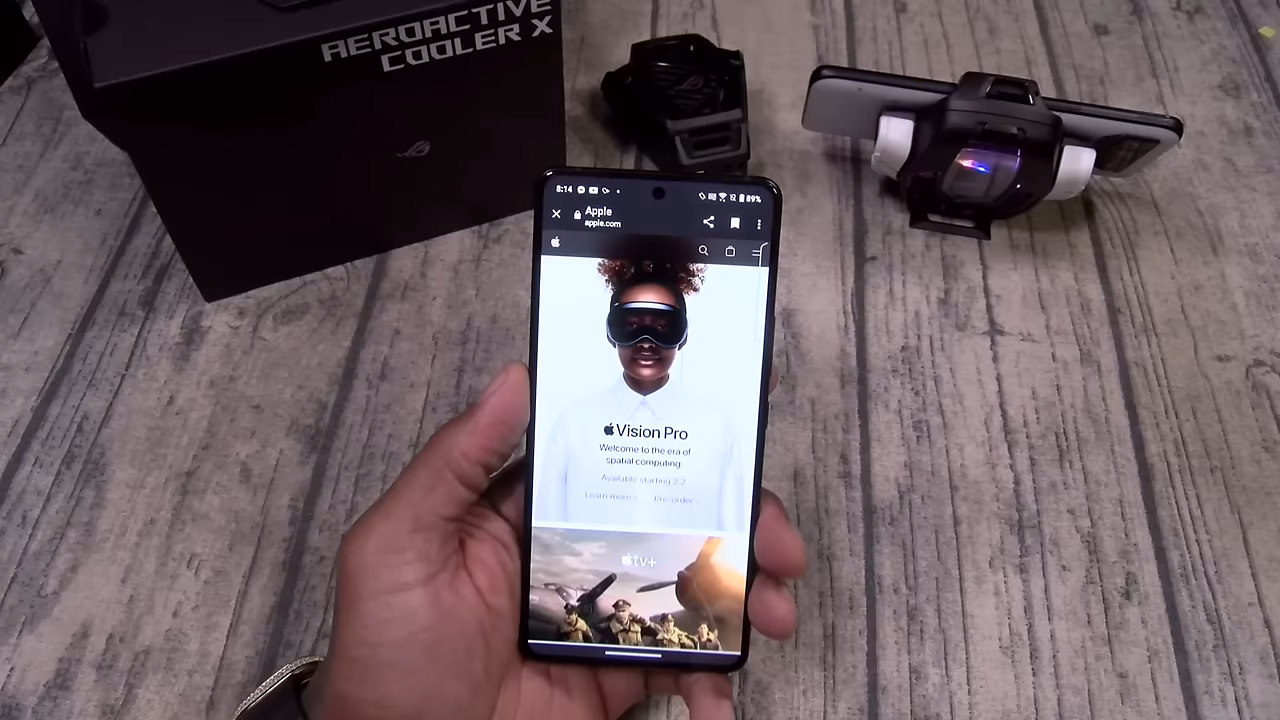 AEROACTIVE
COOLER X
8:14
89%
Apple
apple.com
Vision Pro
Welcome to the era of
spatial computing
Available starting 2.2
Learn more >
Pre-order >
tv+